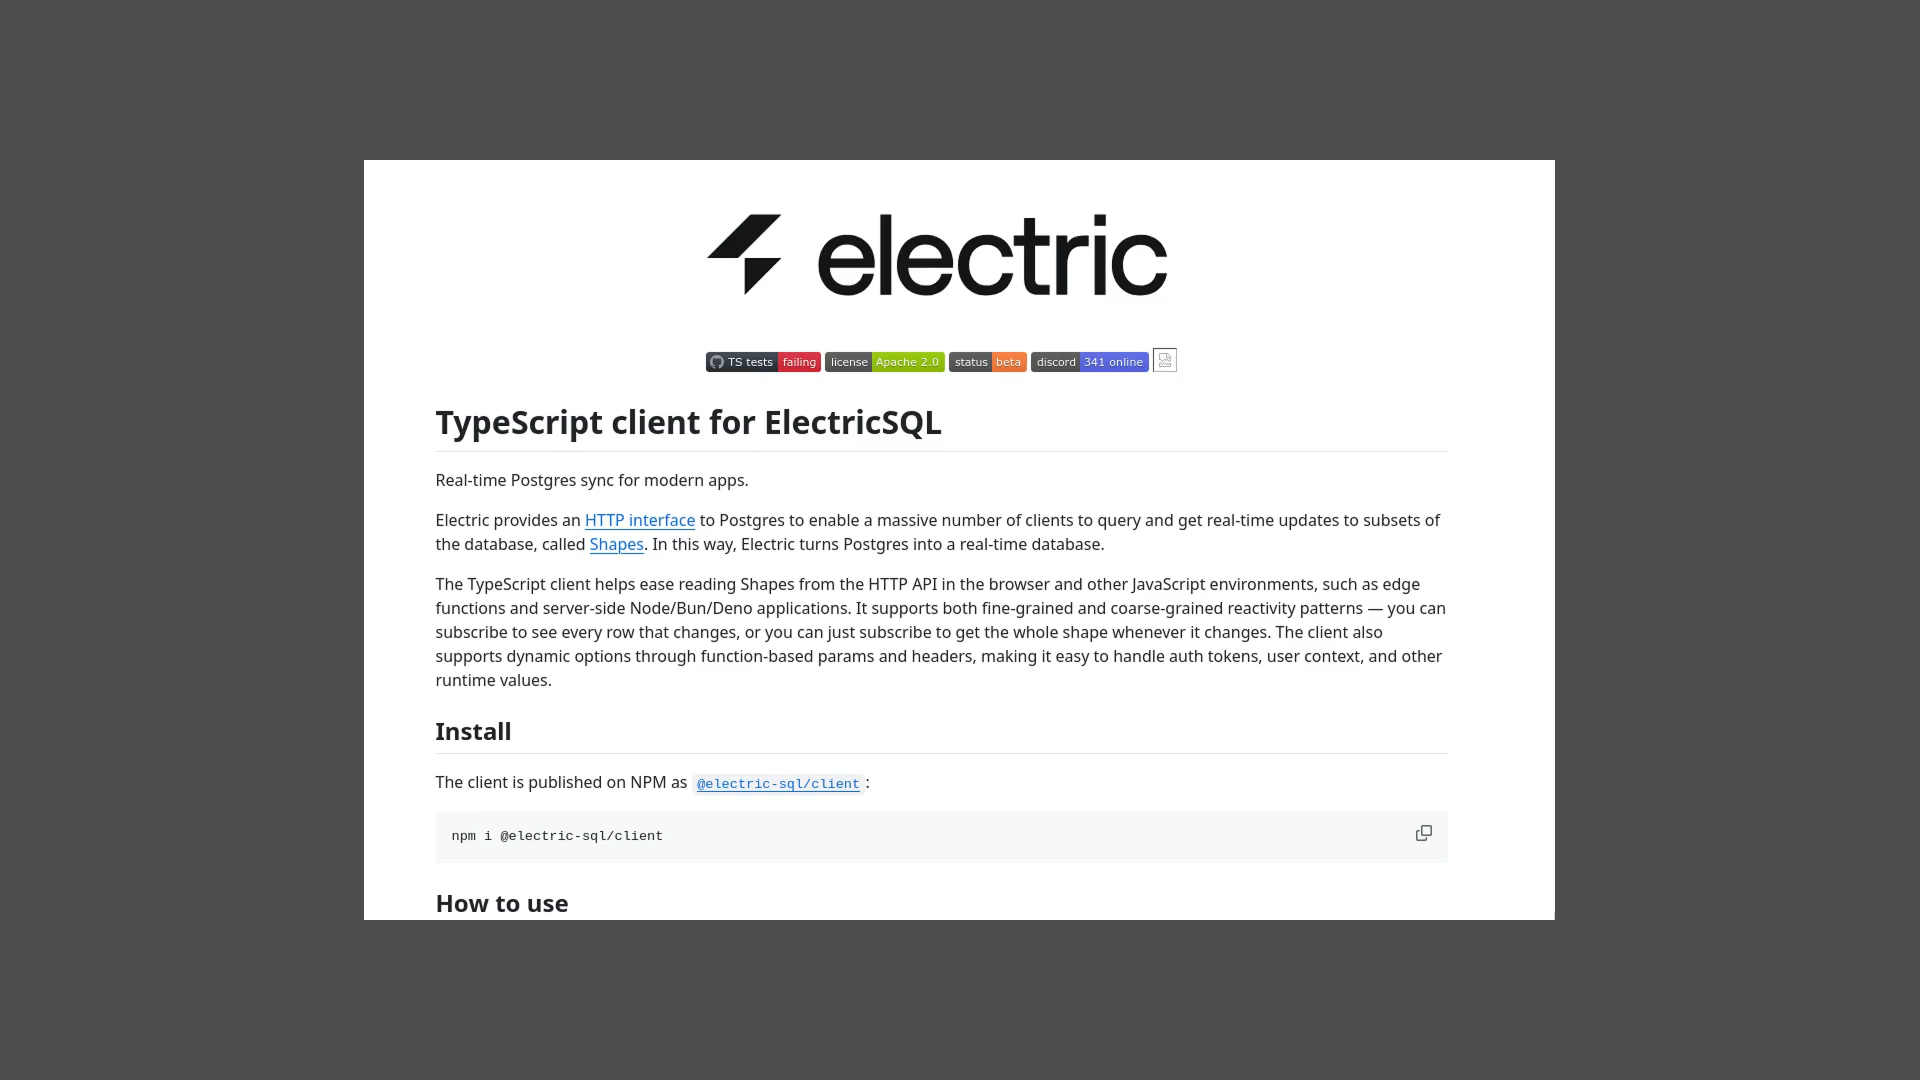 electric
TS tests failing license Apache 2.0 status beta discord 341 online
TypeScript client for ElectricSQL
Real-time Postgres sync for modern apps.
Electric provides an HTTP interface to Postgres to enable a massive number of clients to query and get real-time updates to subsets of
the database, called Shapes. In this way, Electric turns Postgres into a real-time database.
The TypeScript client helps ease reading Shapes from the HTTP API in the browser and other JavaScript environments, such as edge
functions and server-side Node/Bun/Deno applications. It supports both fine-grained and coarse-grained reactivity patterns — you can
subscribe to see every row that changes, or you can just subscribe to get the whole shape whenever it changes. The client also
supports dynamic options through function-based params and headers, making it easy to handle auth tokens, user context, and other
runtime values.
Install
The client is published on NPM as @electric-sql/client:
npm i @electric-sql/client
How to use